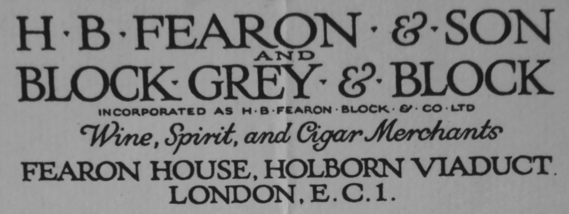 H · B · FEARON · & · SON
AND
BLOCK · GREY · & · BLOCK
INCORPORATED AS H · B · FEARON · BLOCK · & · CO · LTD
Wine, Spirit, and Cigar Merchants
FEARON HOUSE, HOLBORN VIADUCT.
LONDON, E.C.1.